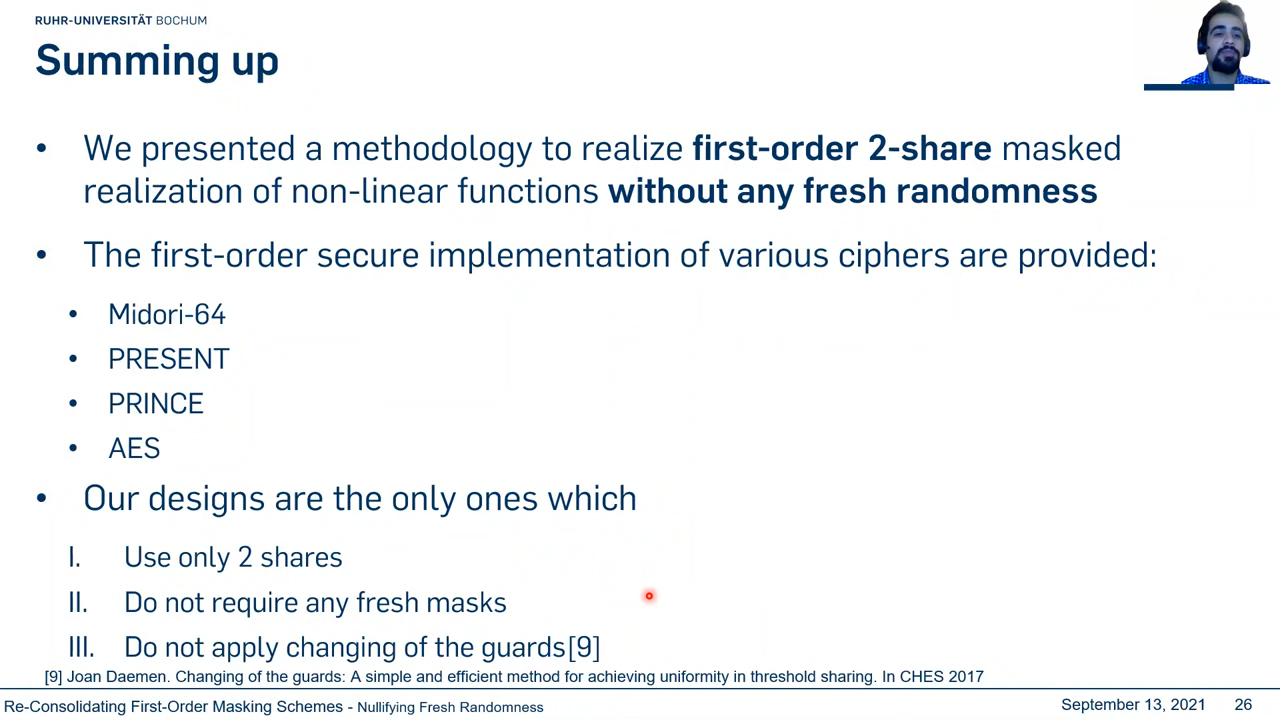 RUHR-UNIVERSITÄT BOCHUM
Summing up
• We presented a methodology to realize first-order 2-share masked
realization of non-linear functions without any fresh randomness
• The first-order secure implementation of various ciphers are provided:
• Midori-64
• PRESENT
• PRINCE
• AES
• Our designs are the only ones which
I. Use only 2 shares
II. Do not require any fresh masks
III. Do not apply changing of the guards[9]
[9] Joan Daemen. Changing of the guards: A simple and efficient method for achieving uniformity in threshold sharing. In CHES 2017
Re-Consolidating First-Order Masking Schemes - Nullifying Fresh Randomness
September 13, 2021 26